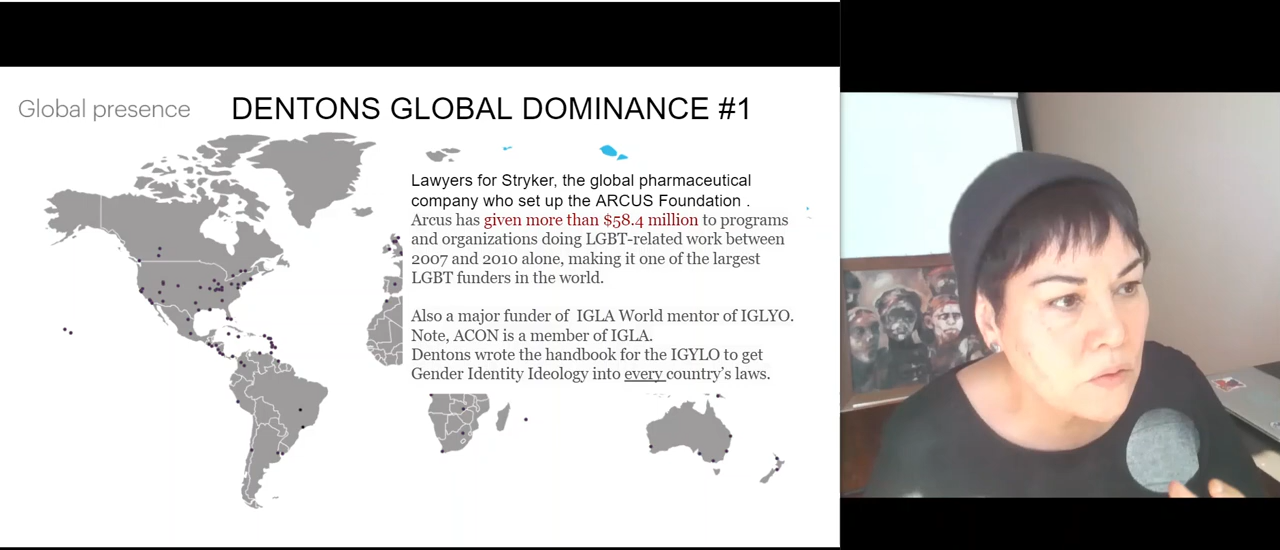 Global presence
DENTONS GLOBAL DOMINANCE #1
Lawyers for Stryker, the global pharmaceutical
company who set up the ARCUS Foundation .
Arcus has given more than $58.4 million to programs
and organizations doing LGBT-related work between
2007 and 2010 alone, making it one of the largest
LGBT funders in the world.
Also a major funder of IGLA World mentor of IGLYO.
Note, ACON is a member of IGLA.
Dentons wrote the handbook for the IGYLO to get
Gender Identity Ideology into every country's laws.